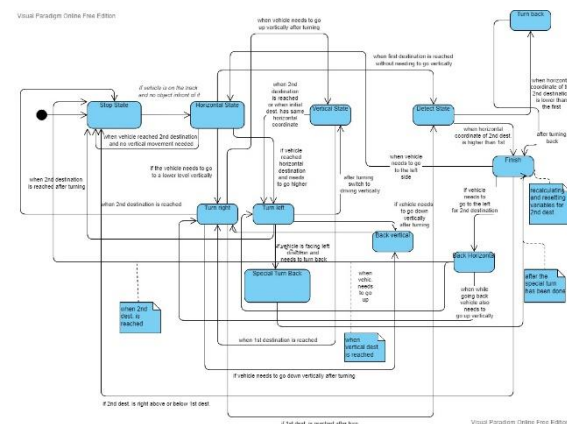 Visual Paradigm Online Free Edition
Turn back
when vehicle needs to go
up vertically after turning
when first destination is reached
without needing to go vertically
when horizontal
coordinate of
2nd destination
is lower than
the first
if vehicle is on the track
and no object infront of it
when 2nd
destination
is reached
or when initial
dest. has same
horizontal
coordinate
Stop State
Horizontal State
Vertical State
Detect State
when vehicle reached 2nd destination
and no vertical movement needed
when horizontal
coordinate of 2nd dest.
is higher than 1st
after turning
back
if vehicle
reached
horizontal
destination
and needs
to go higher
if the vehicle needs to go
to a lower level vertically
when vehicle
needs to go
to the left
side
Finish
when 2nd destination
is reached after turning
after turning
switch to
driving vertically
if vehicle
needs to
go to the left
for 2nd destination
recalculating
and resetting
variables for
2nd dest
when 2nd destination is reached
Turn right
Turn left
if vehicle needs
to go down
vertically
after turning
Back vertical
if vehicle is facing left
direction and
needs to turn back
Back Horizontal
Special Turn Back
when
vehicle
needs
to go
up
after the
special turn
has been done
when while
going back
vehicle also
needs to
go up vertically
when 2nd
dest. is
reached
when 1st destination is reached
when
vertical dest.
is reached
if vehicle needs to go down vertically after turning
if 2nd dest. is right above or below 1st dest
Visual Paradigm Online Free Edition